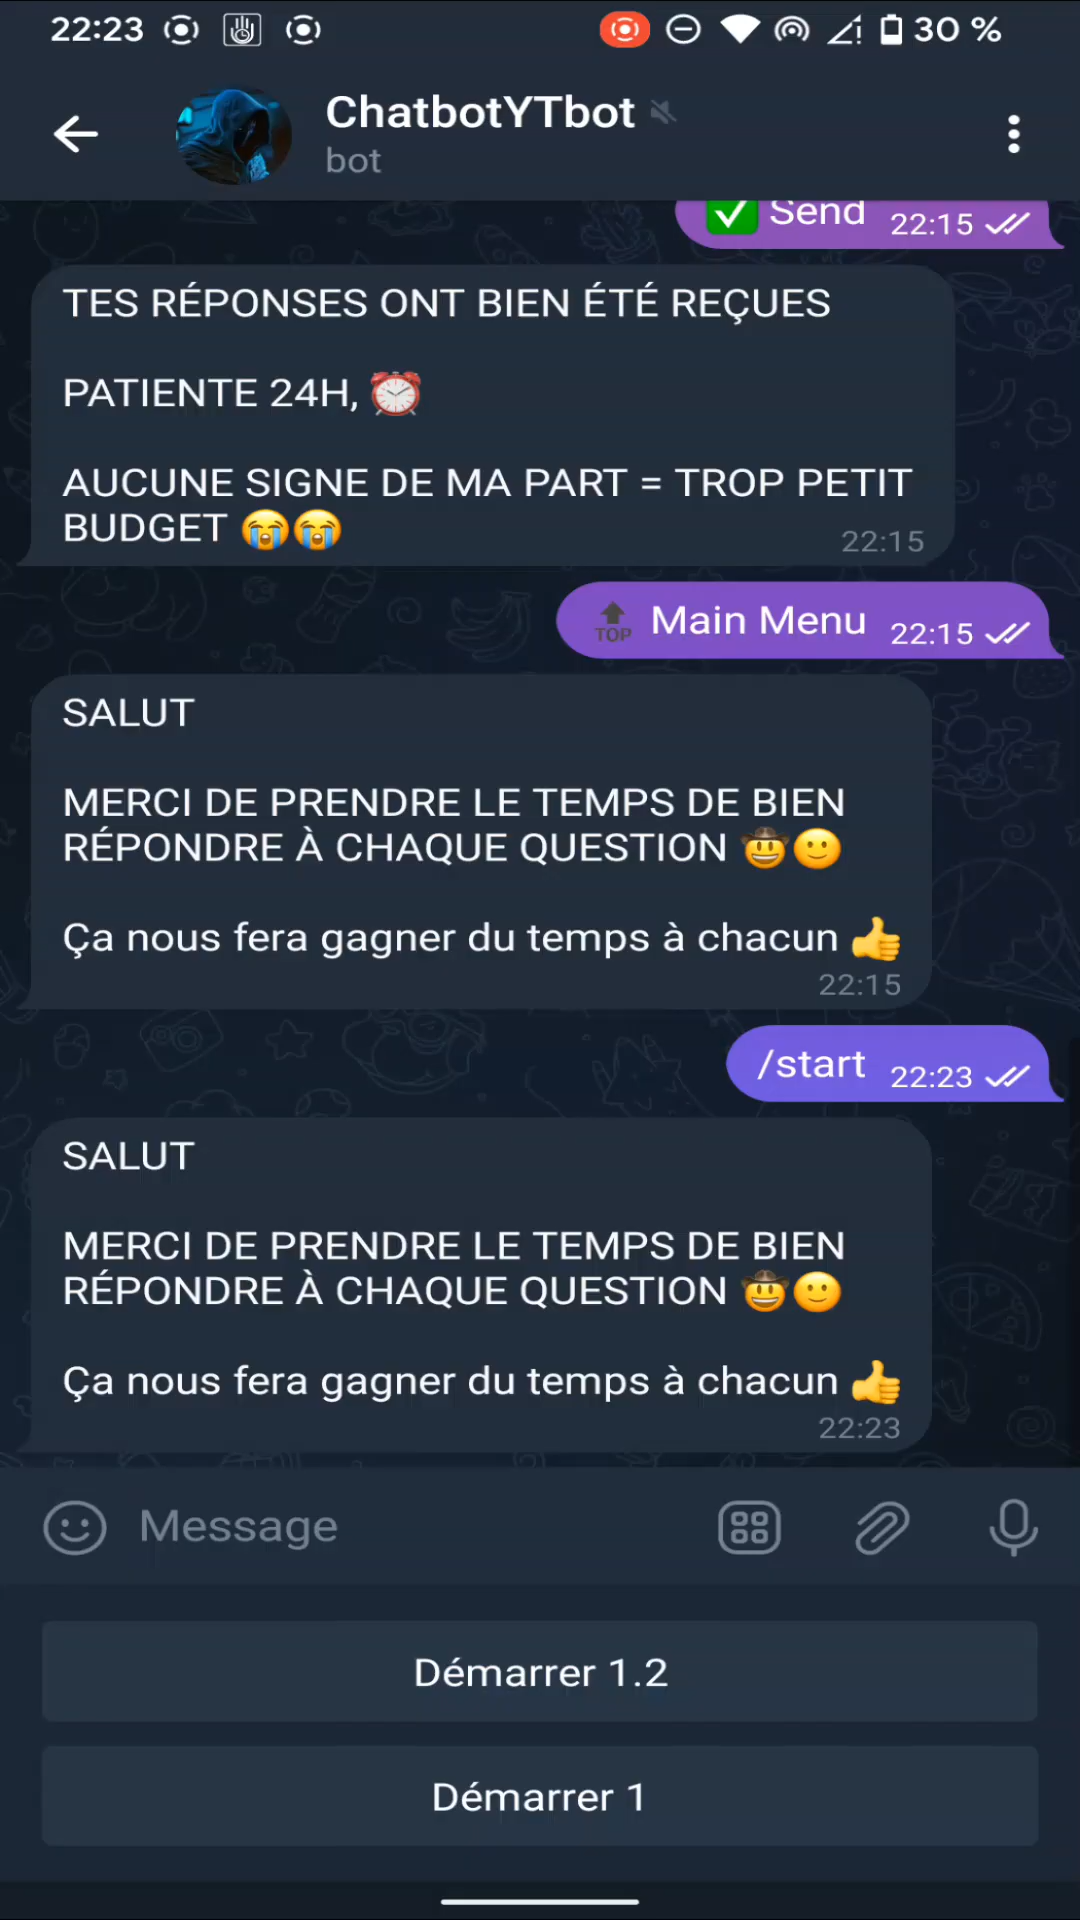 22:23
30 %
ChatbotYTbot
bot
✅ Send 22:15
TES RÉPONSES ONT BIEN ÉTÉ REÇUES
PATIENTE 24H, ⏰
AUCUNE SIGNE DE MA PART = TROP PETIT
BUDGET 😭😭
22:15
🔝 Main Menu 22:15
SALUT
MERCI DE PRENDRE LE TEMPS DE BIEN
RÉPONDRE À CHAQUE QUESTION 🤠🙂
Ça nous fera gagner du temps à chacun 👍
22:15
/start 22:23
SALUT
MERCI DE PRENDRE LE TEMPS DE BIEN
RÉPONDRE À CHAQUE QUESTION 🤠🙂
Ça nous fera gagner du temps à chacun 👍
22:23
Message
Démarrer 1.2
Démarrer 1